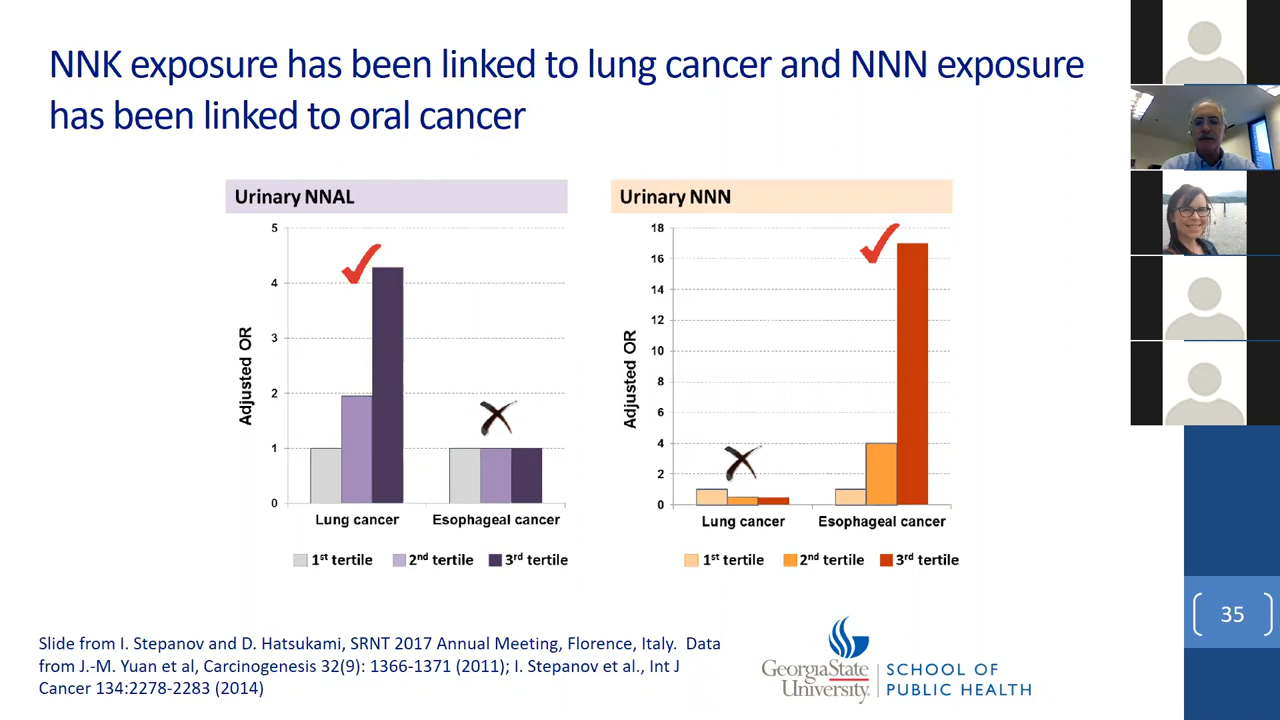 NNK exposure has been linked to lung cancer and NNN exposure
has been linked to oral cancer
Urinary NNAL
5
4
3
2
1
0
Adjusted OR
Lung cancer
Esophageal cancer
1st tertile
2nd tertile
3rd tertile
Urinary NNN
18
16
14
12
10
8
6
4
2
0
Adjusted OR
Lung cancer
Esophageal cancer
1st tertile
2nd tertile
3rd tertile
Slide from I. Stepanov and D. Hatsukami, SRNT 2017 Annual Meeting, Florence, Italy. Data
from J.-M. Yuan et al, Carcinogenesis 32(9): 1366-1371 (2011); I. Stepanov et al., Int J
Cancer 134:2278-2283 (2014)
GeorgiaState
University
SCHOOL OF
PUBLIC HEALTH
35